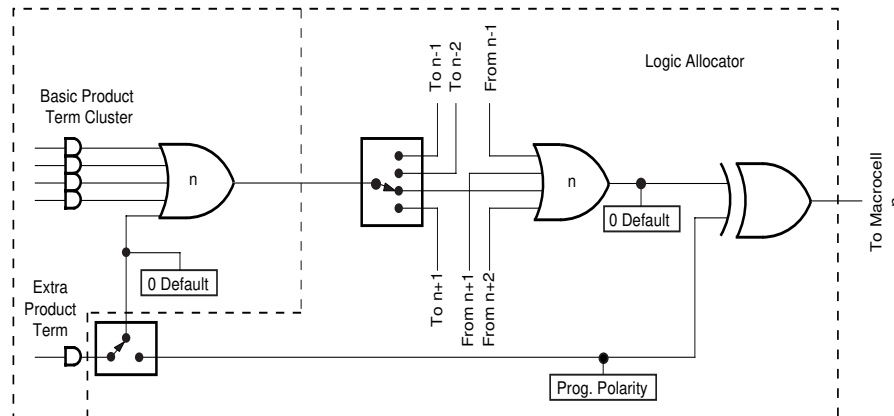 Basic Product
Term Cluster
n
0 Default
Extra
Product
Term
To n-1
To n-2
From n-1
Logic Allocator
n
0 Default
To n+1
From n+1
From n+2
Prog. Polarity
To Macrocell
n